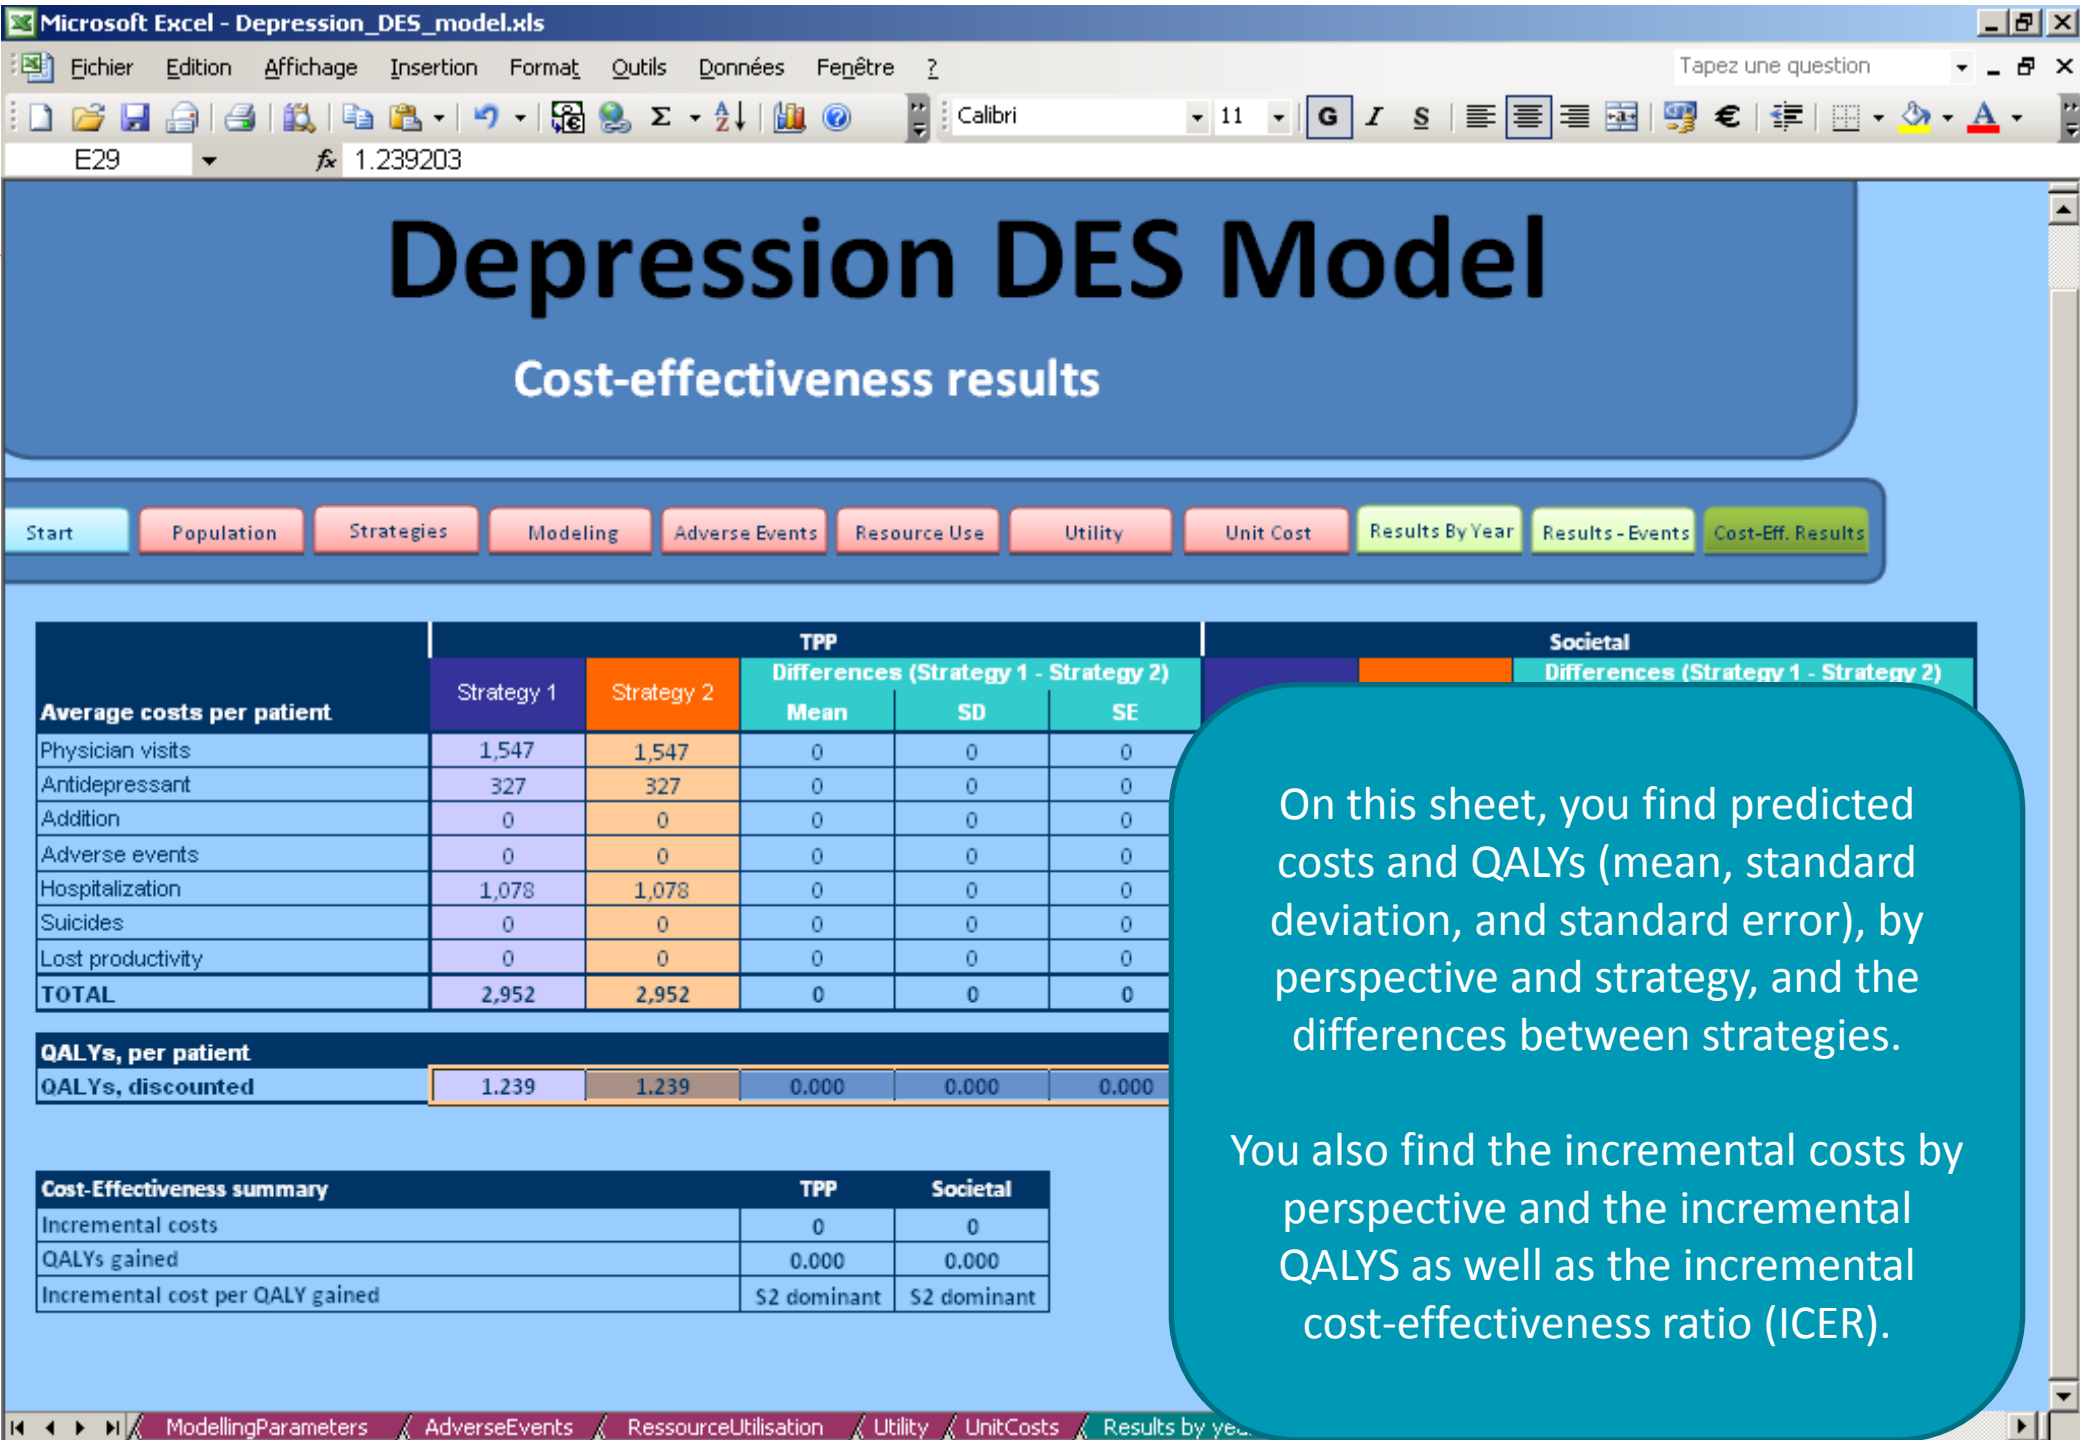 Microsoft Excel - Depression_DES_model.xls
Fichier Edition Affichage Insertion Format Outils Données Fenêtre ? Tapez une question
Calibri 11 G I S
E29 fx 1.239203
Depression DES Model
Cost-effectiveness results
Start Population Strategies Modeling Adverse Events Resource Use Utility Unit Cost Results By Year Results - Events Cost-Eff. Results
TPP Societal
Differences (Strategy 1 - Strategy 2) Differences (Strategy 1 - Strategy 2)
Strategy 1 Strategy 2
Average costs per patient Mean SD SE
Physician visits 1,547 1,547 0 0 0
Antidepressant 327 327 0 0 0
Addition 0 0 0 0 0
Adverse events 0 0 0 0 0
Hospitalization 1,078 1,078 0 0 0
Suicides 0 0 0 0 0
Lost productivity 0 0 0 0 0
TOTAL 2,952 2,952 0 0 0
QALYs, per patient
QALYs, discounted 1.239 1.239 0.000 0.000 0.000
Cost-Effectiveness summary TPP Societal
Incremental costs 0 0
QALYs gained 0.000 0.000
Incremental cost per QALY gained S2 dominant S2 dominant
On this sheet, you find predicted
costs and QALYs (mean, standard
deviation, and standard error), by
perspective and strategy, and the
differences between strategies.
You also find the incremental costs by
perspective and the incremental
QALYS as well as the incremental
cost-effectiveness ratio (ICER).
ModellingParameters AdverseEvents RessourceUtilisation Utility UnitCosts Results by